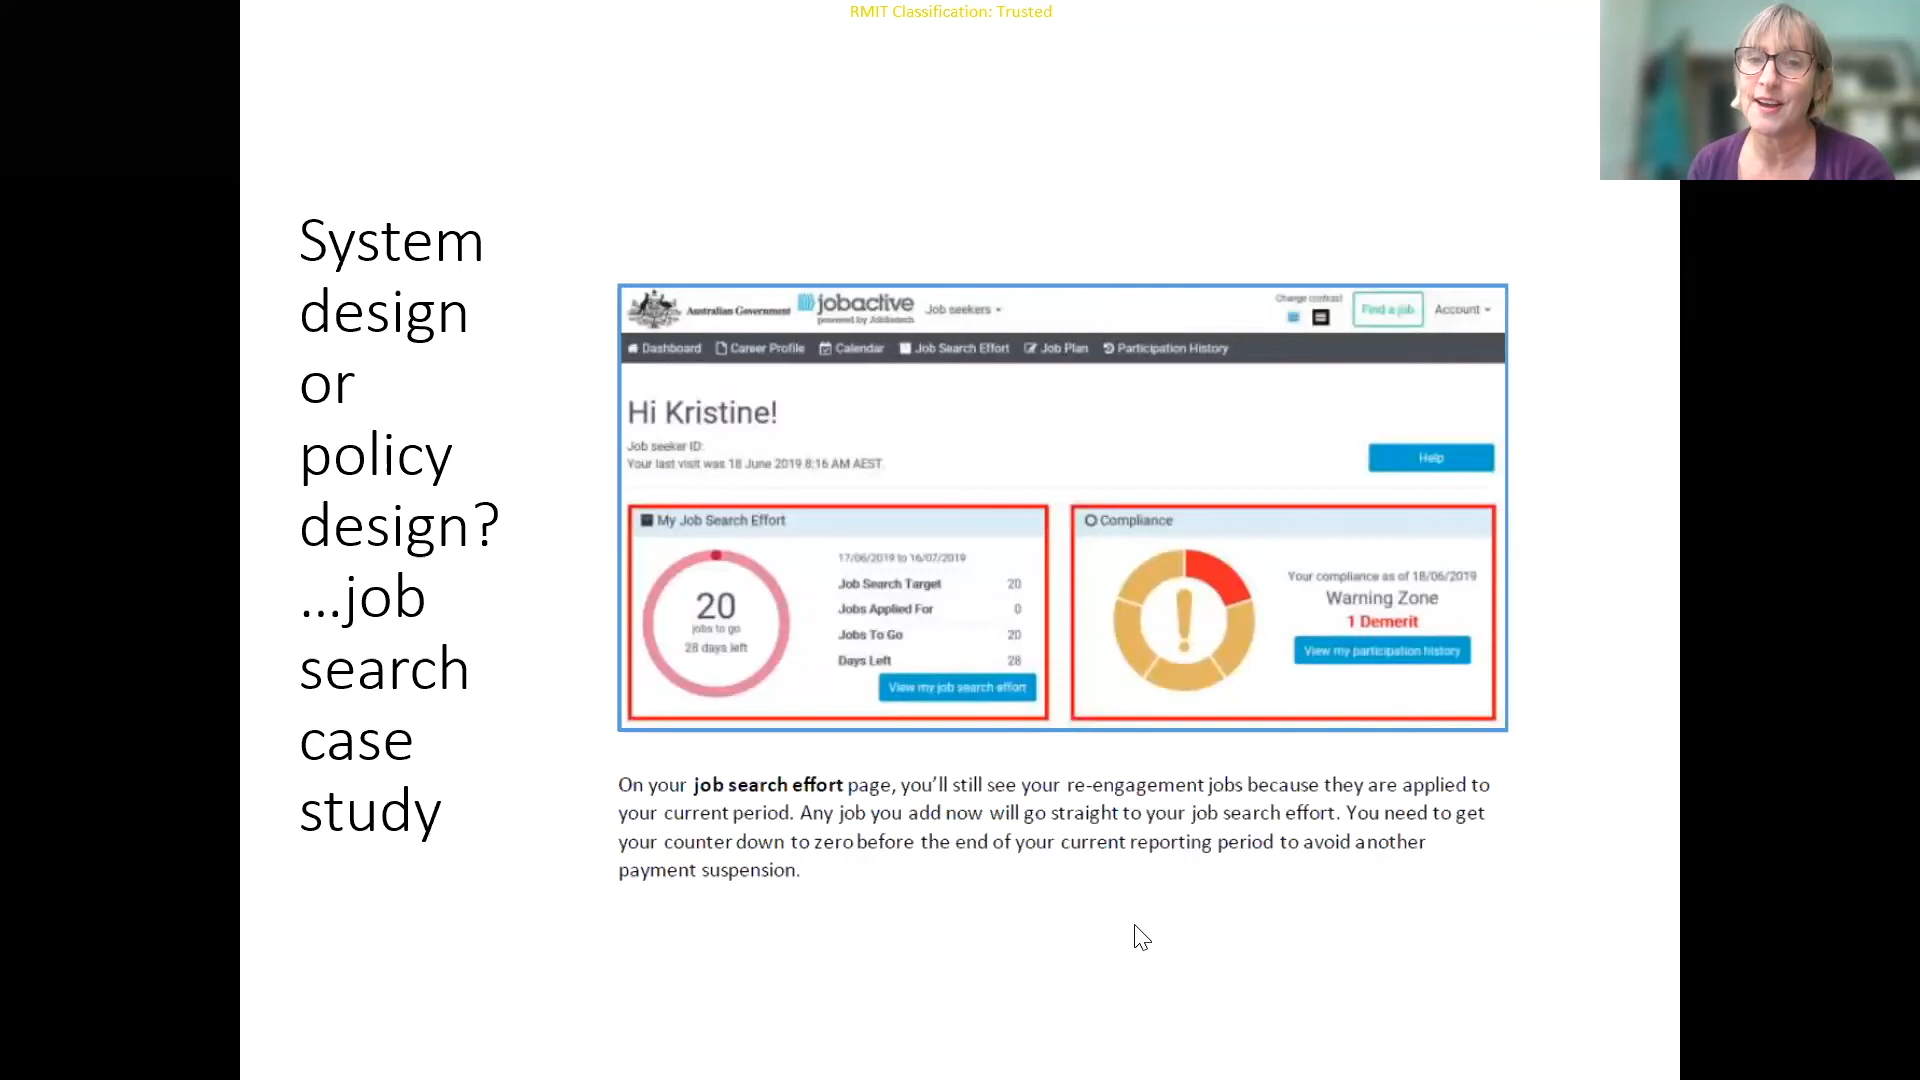 RMIT Classification: Trusted
System
design
or
policy
design?
...job
search
case
study
Australian Government
jobactive
powered by JobSearch
Job seekers
Change contrast
Find a job
Account
Dashboard
Career Profile
Calendar
Job Search Effort
Job Plan
Participation History
Hi Kristine!
Job seeker ID:
Your last visit was 18 June 2019 8:16 AM AEST
Help
My Job Search Effort
20
jobs to go
28 days left
17/06/2019 to 16/07/2019
Job Search Target 20
Jobs Applied For 0
Jobs To Go 20
Days Left 28
View my job search effort
Compliance
Your compliance as of 18/06/2019
Warning Zone
1 Demerit
View my participation history
On your job search effort page, you'll still see your re-engagement jobs because they are applied to
your current period. Any job you add now will go straight to your job search effort. You need to get
your counter down to zero before the end of your current reporting period to avoid another
payment suspension.